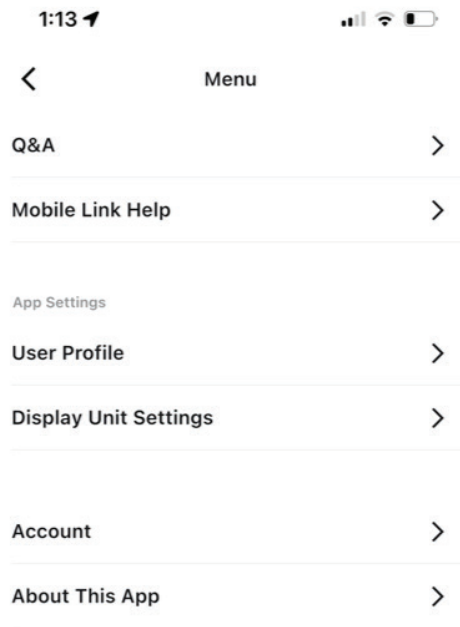 1:13
Menu
Q&A
Mobile Link Help
App Settings
User Profile
Display Unit Settings
Account
About This App